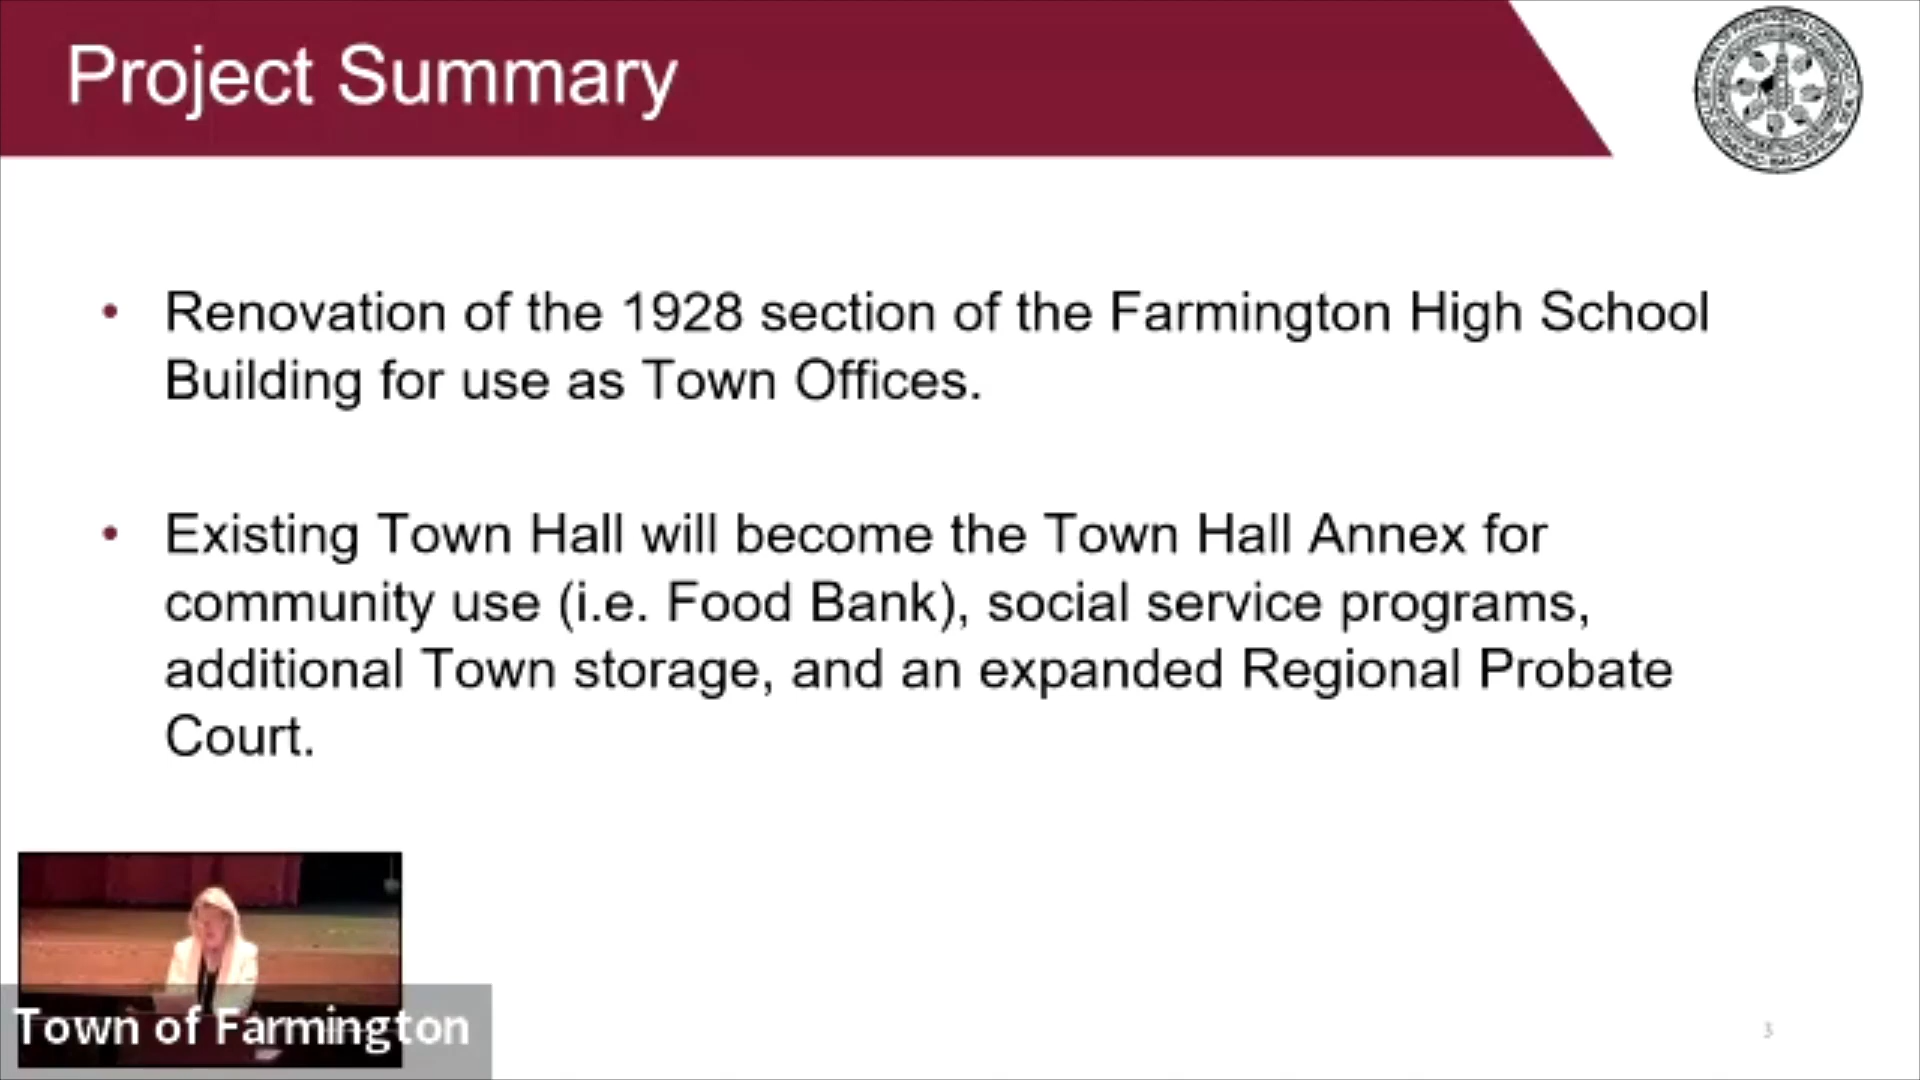 Project Summary
• Renovation of the 1928 section of the Farmington High School
Building for use as Town Offices.
• Existing Town Hall will become the Town Hall Annex for
community use (i.e. Food Bank), social service programs,
additional Town storage, and an expanded Regional Probate
Court.
Town of Farmington
3